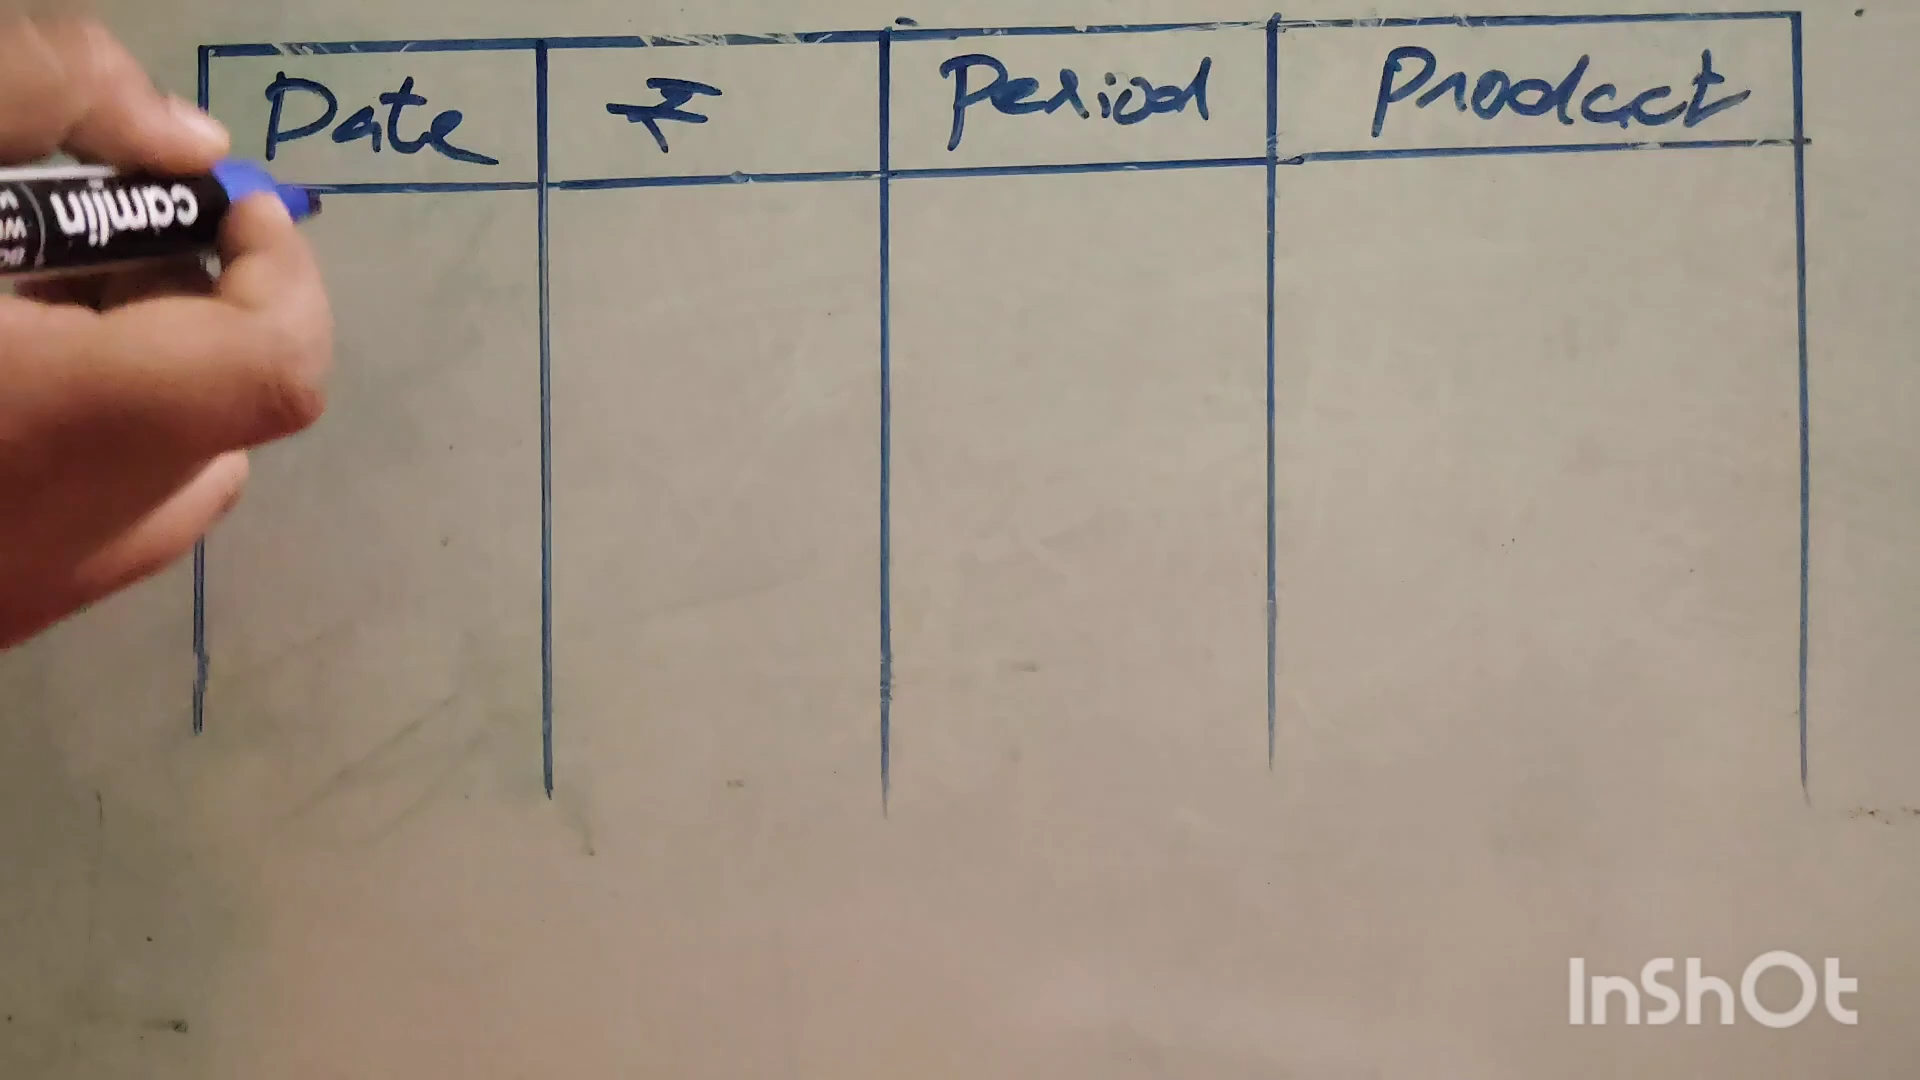 Date ₹ Period Product
camlin
InShOt